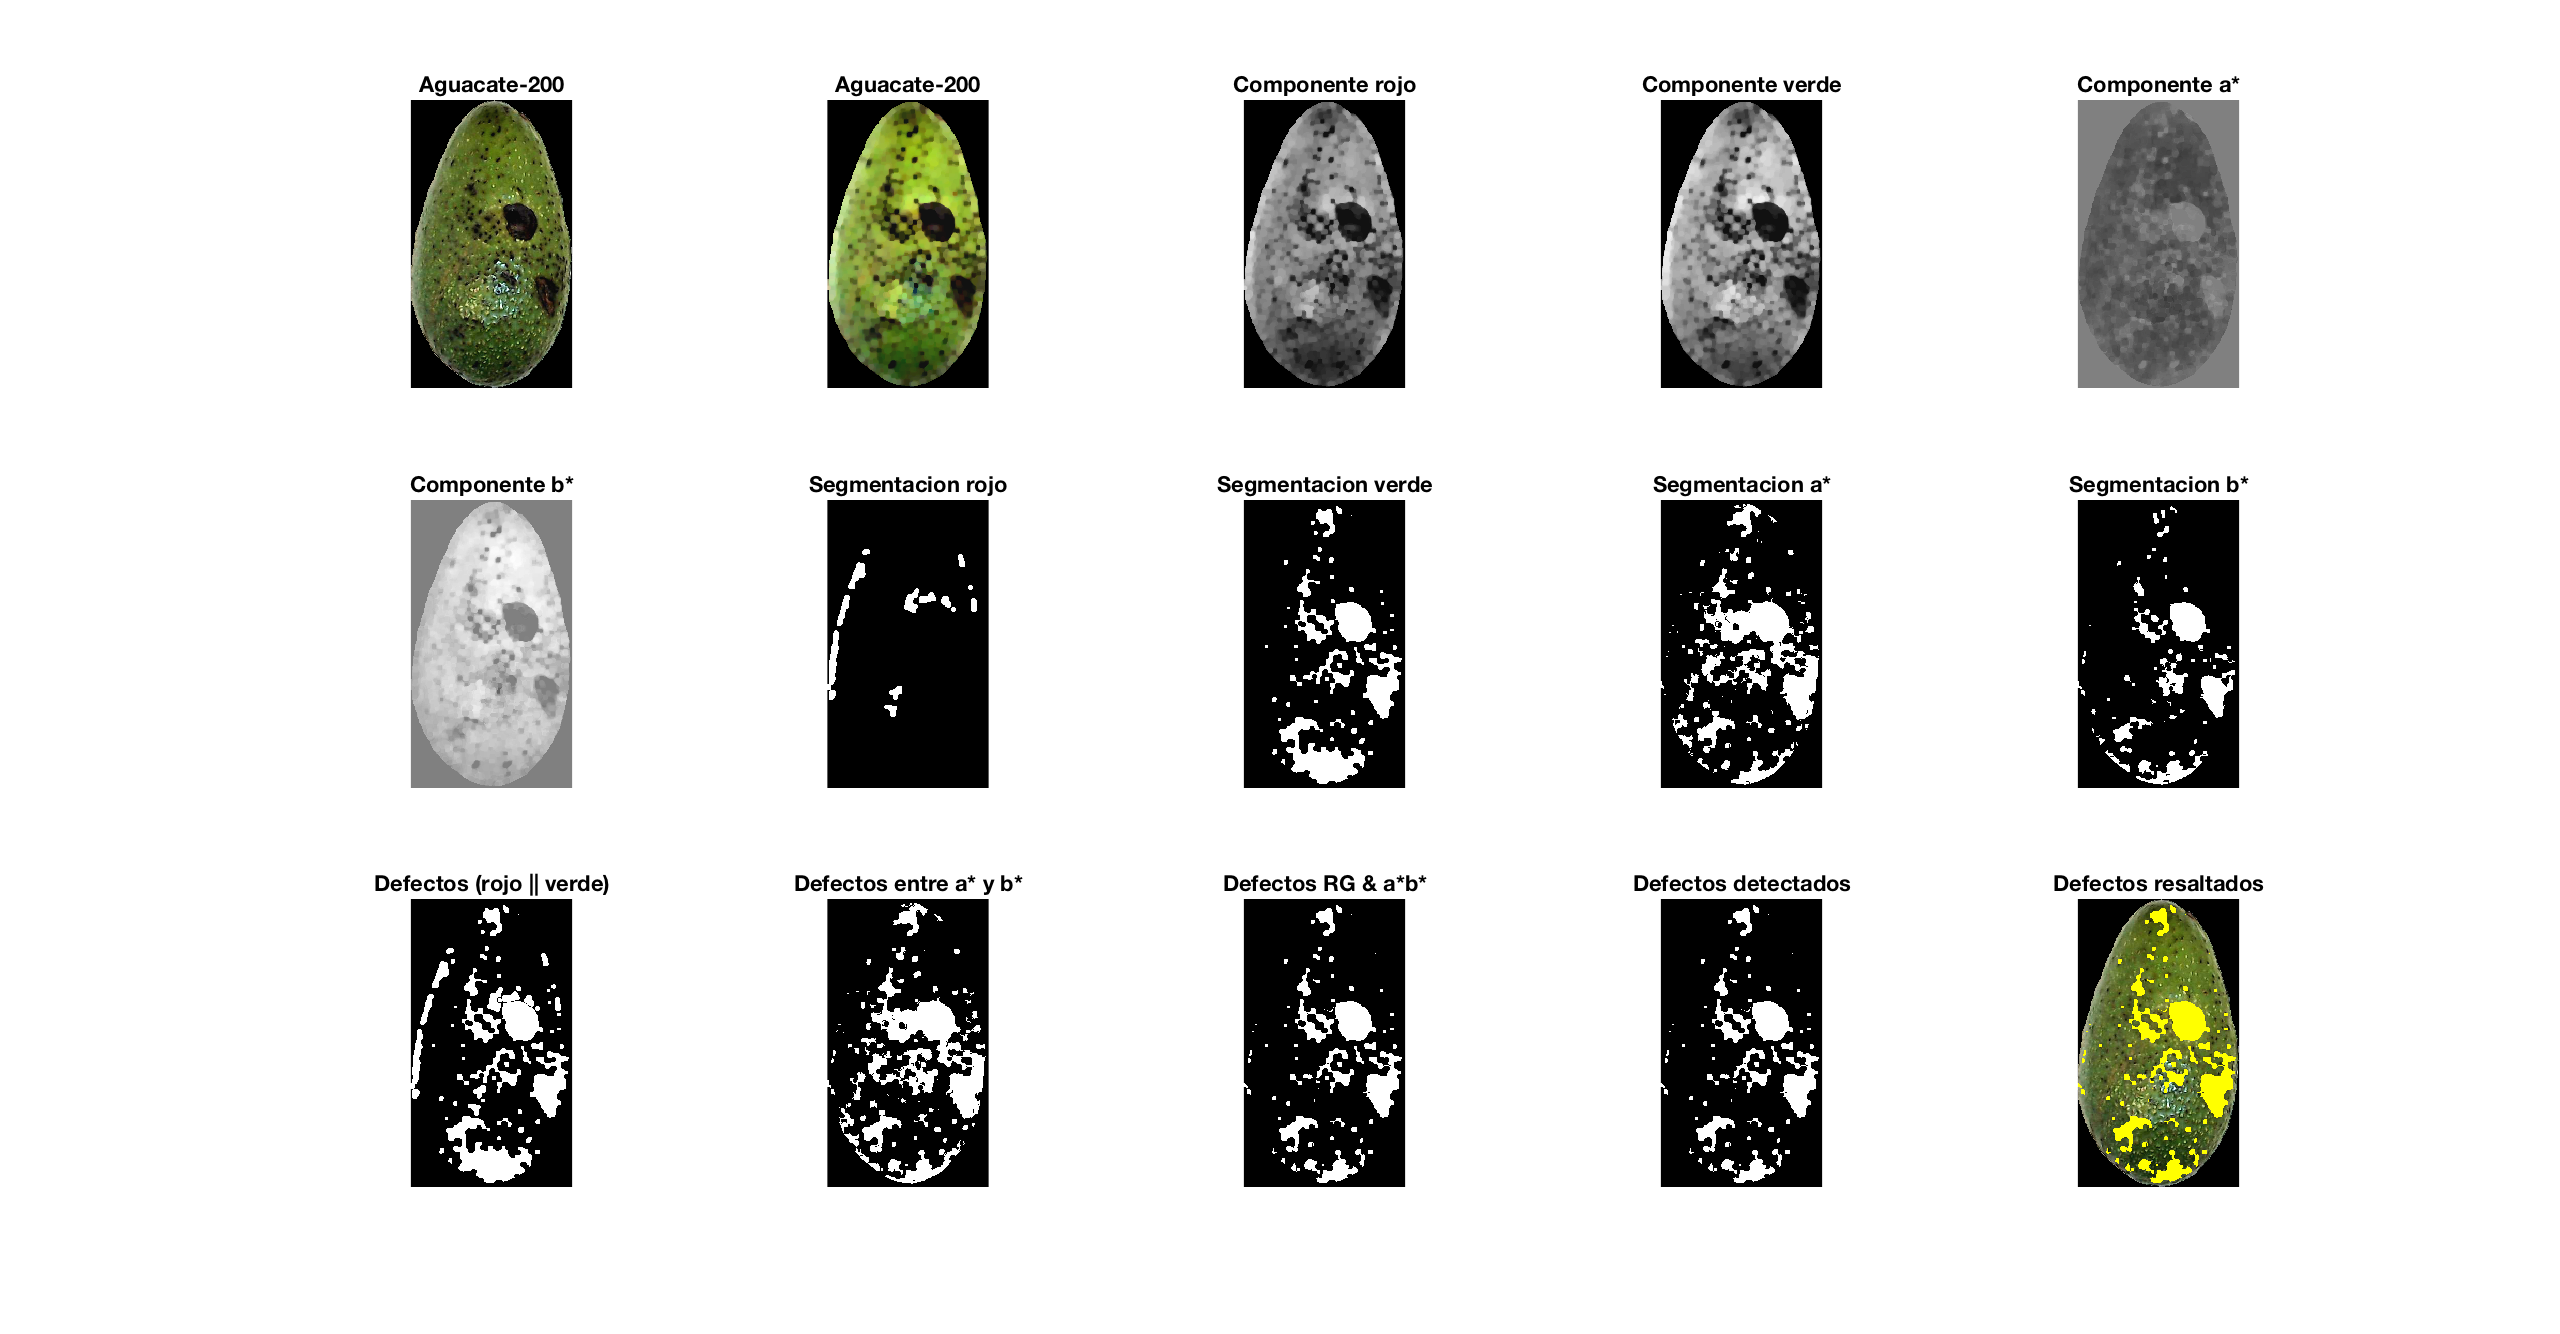 Aguacate-200
Aguacate-200
Componente rojo
Componente verde
Componente a*
Componente b*
Segmentacion rojo
Segmentacion verde
Segmentacion a*
Segmentacion b*
Defectos (rojo || verde)
Defectos entre a* y b*
Defectos RG & a*b*
Defectos detectados
Defectos resaltados